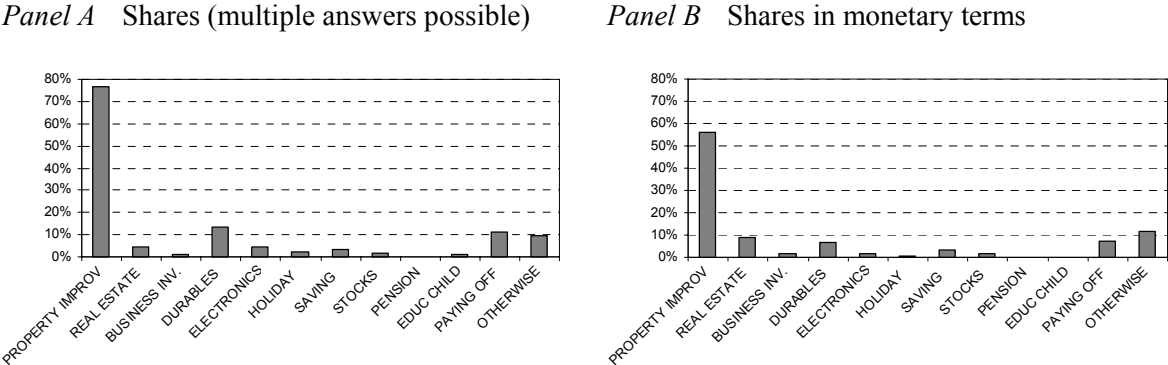 Panel A Shares (multiple answers possible)
80%
70%
60%
50%
40%
30%
20%
10%
0%
PROPERTY IMPROV
REAL ESTATE
BUSINESS INV.
DURABLES
ELECTRONICS
HOLIDAY
SAVING
STOCKS
PENSION
EDUC CHILD
PAYING OFF
OTHERWISE
Panel B Shares in monetary terms
80%
70%
60%
50%
40%
30%
20%
10%
0%
PROPERTY IMPROV
REAL ESTATE
BUSINESS INV.
DURABLES
ELECTRONICS
HOLIDAY
SAVING
STOCKS
PENSION
EDUC CHILD
PAYING OFF
OTHERWISE